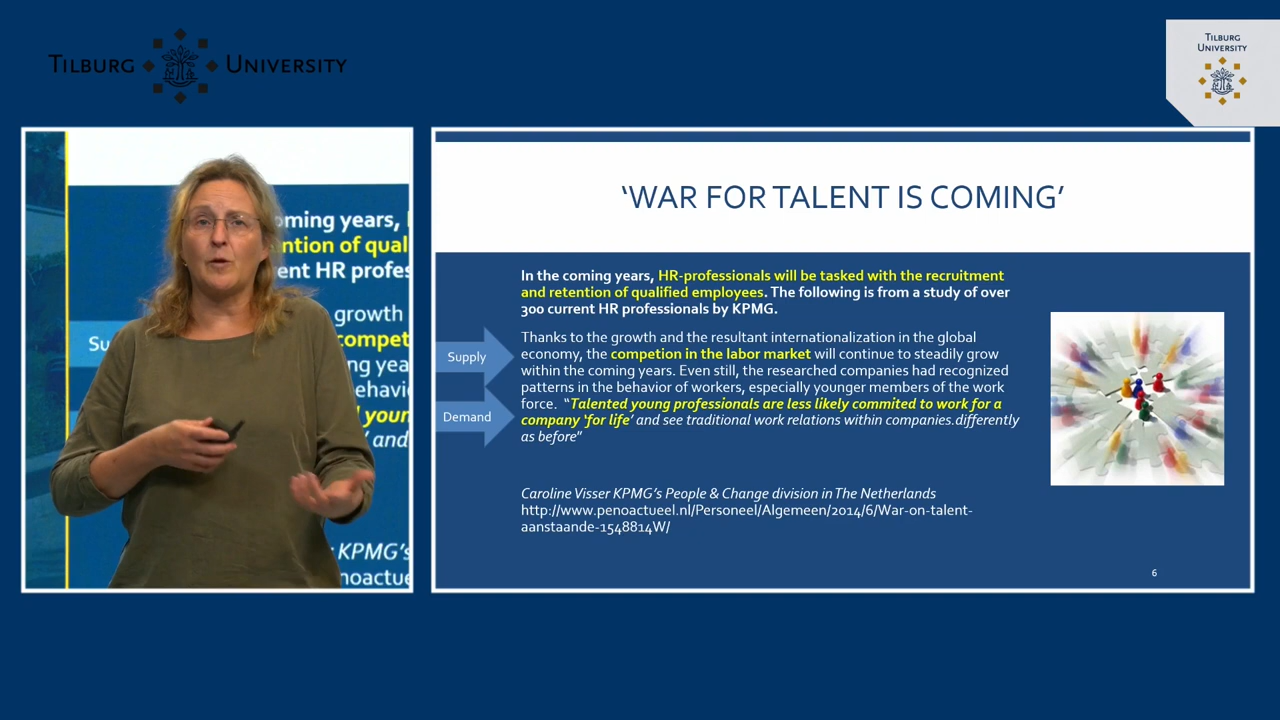 TILBURG UNIVERSITY
TILBURG
UNIVERSITY
oming years,
ntion of qual
ent HR profes
growth
compet
ng yea
ehavio
your
and
Su
KPMG's
noactue
'WAR FOR TALENT IS COMING'
In the coming years, HR-professionals will be tasked with the recruitment
and retention of qualified employees. The following is from a study of over
300 current HR professionals by KPMG.
Supply
Demand
Thanks to the growth and the resultant internationalization in the global
economy, the competion in the labor market will continue to steadily grow
within the coming years. Even still, the researched companies had recognized
patterns in the behavior of workers, especially younger members of the work
force. "Talented young professionals are less likely commited to work for a
company 'for life' and see traditional work relations within companies.differently
as before"
Caroline Visser KPMG's People & Change division in The Netherlands
http://www.penoactueel.nl/Personeel/Algemeen/2014/6/War-on-talent-
aanstaande-1548814W/
6